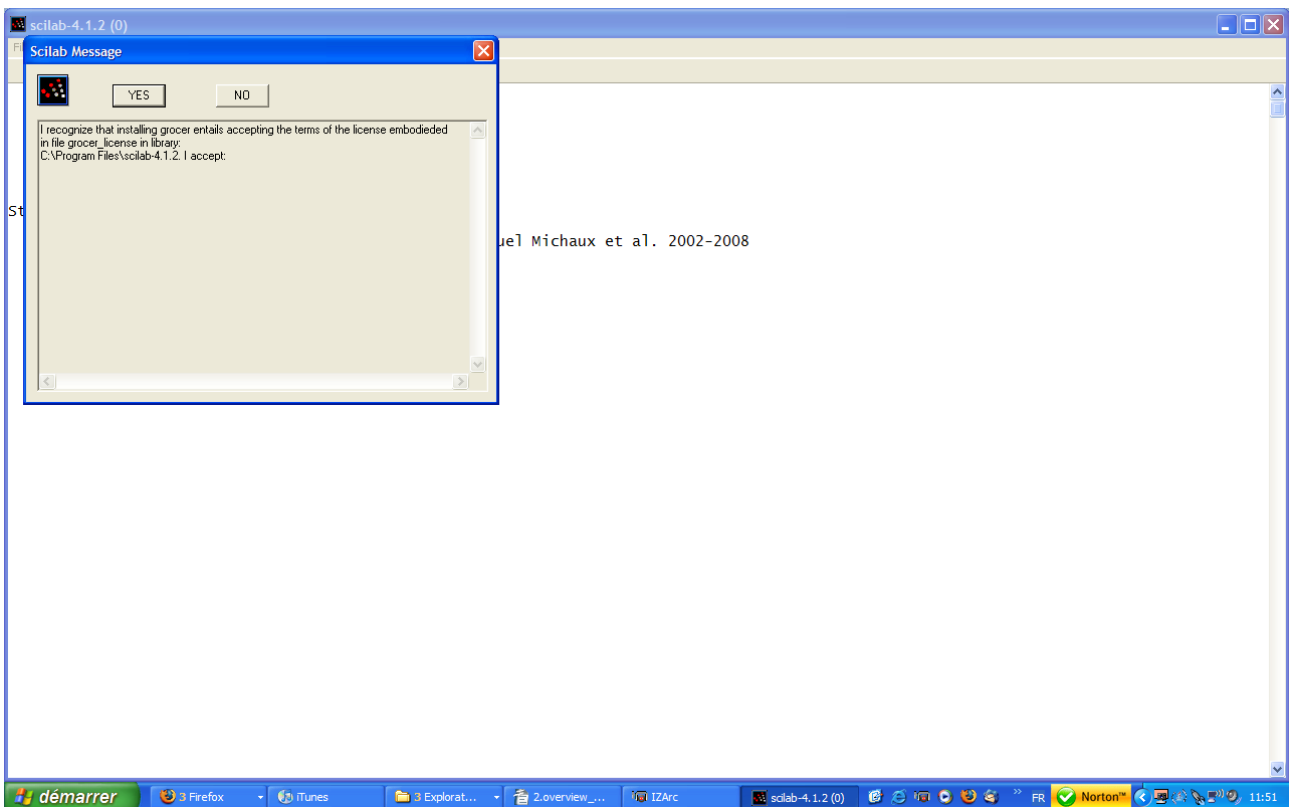 scilab-4.1.2 (0)
Scilab Message
YES
NO
I recognize that installing grocer entails accepting the terms of the license embodieded
in file grocer_license in library:
C:\Program Files\scilab-4.1.2. I accept:
St
uel Michaux et al. 2002-2008
démarrer
3 Firefox
iTunes
3 Explorat...
2.overview_...
IZArc
scilab-4.1.2 (0)
FR
Norton™
11:51